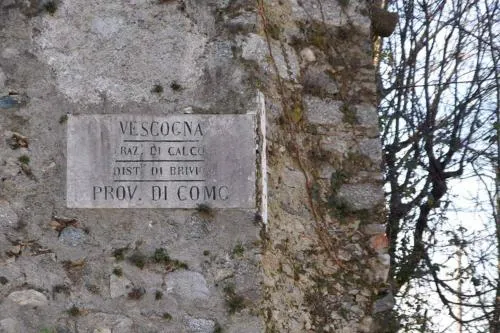 VESCOGNA
FRAZ. DI CALCO
DIST. DI BRIVIO
PROV. DI COMO